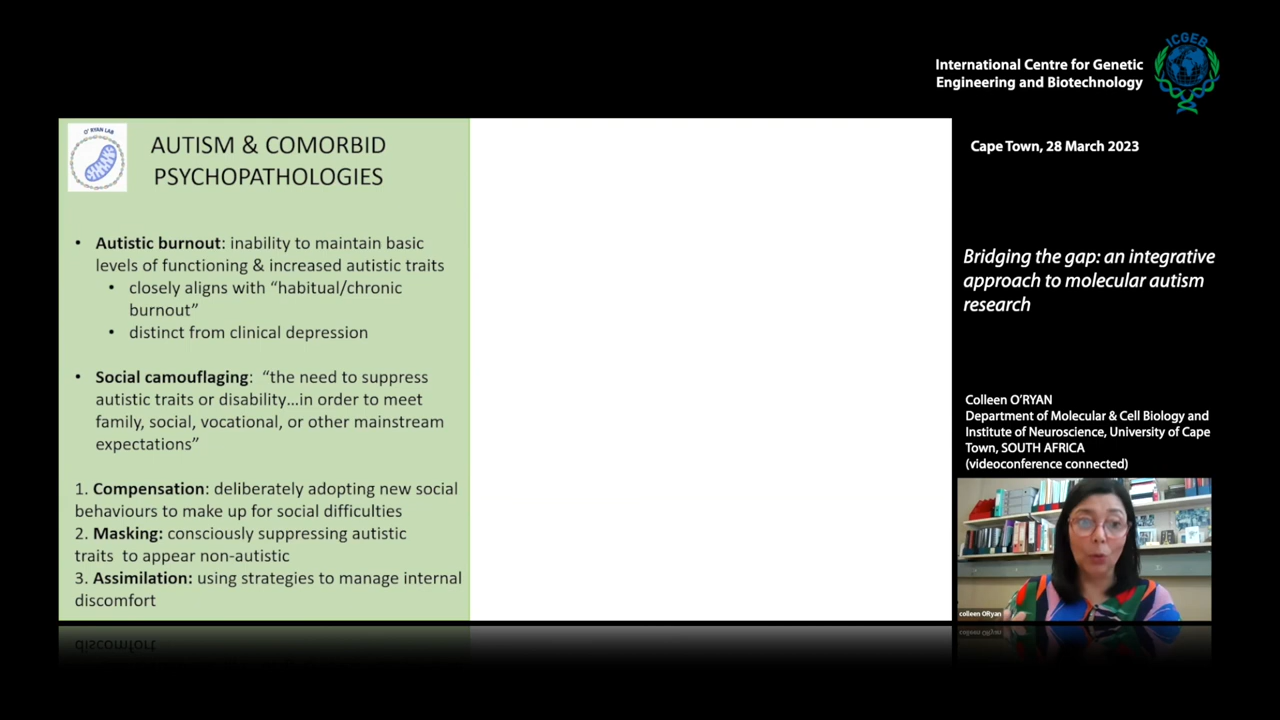 International Centre for Genetic
Engineering and Biotechnology
ICGEB
Cape Town, 28 March 2023
O' RYAN LAB
AUTISM & COMORBID
PSYCHOPATHOLOGIES
• Autistic burnout: inability to maintain basic
levels of functioning & increased autistic traits
• closely aligns with “habitual/chronic
burnout”
• distinct from clinical depression
• Social camouflaging: “the need to suppress
autistic traits or disability…in order to meet
family, social, vocational, or other mainstream
expectations”
1. Compensation: deliberately adopting new social
behaviours to make up for social difficulties
2. Masking: consciously suppressing autistic
traits to appear non-autistic
3. Assimilation: using strategies to manage internal
discomfort
Bridging the gap: an integrative
approach to molecular autism
research
Colleen O’RYAN
Department of Molecular & Cell Biology and
Institute of Neuroscience, University of Cape
Town, SOUTH AFRICA
(videoconference connected)
colleen ORyan